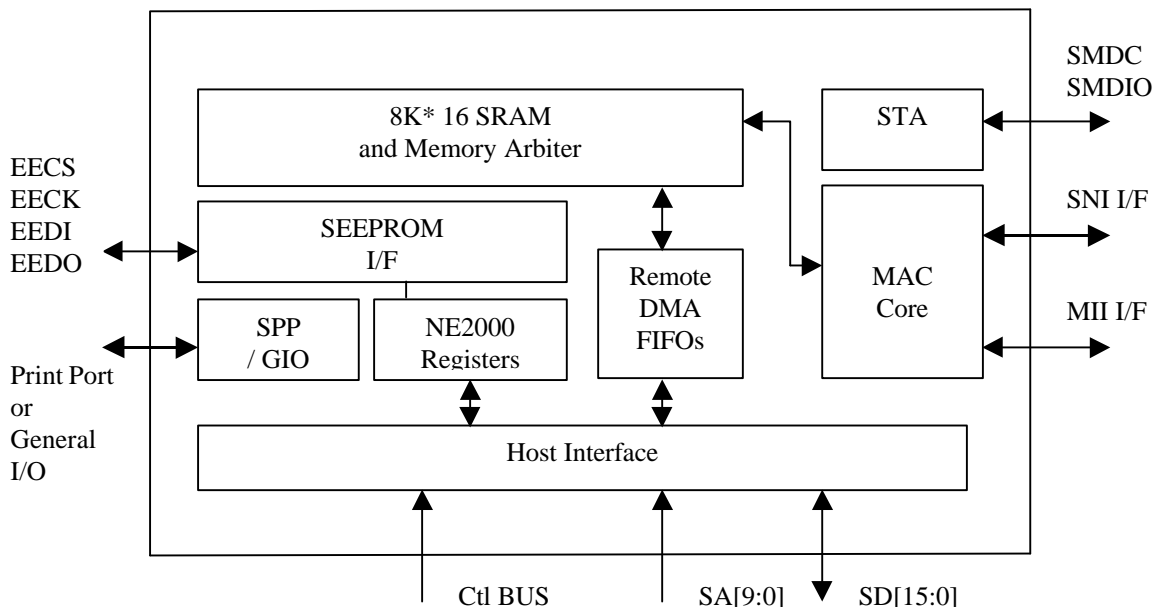 SMDC
SMDIO
8K* 16 SRAM
and Memory Arbiter
STA
EECS
EECK
EEDI
EEDO
SEEPROM
I/F
SNI I/F
Remote
DMA
FIFOs
MAC
Core
SPP
/ GIO
NE2000
Registers
MII I/F
Print Port
or
General
I/O
Host Interface
Ctl BUS
SA[9:0]
SD[15:0]